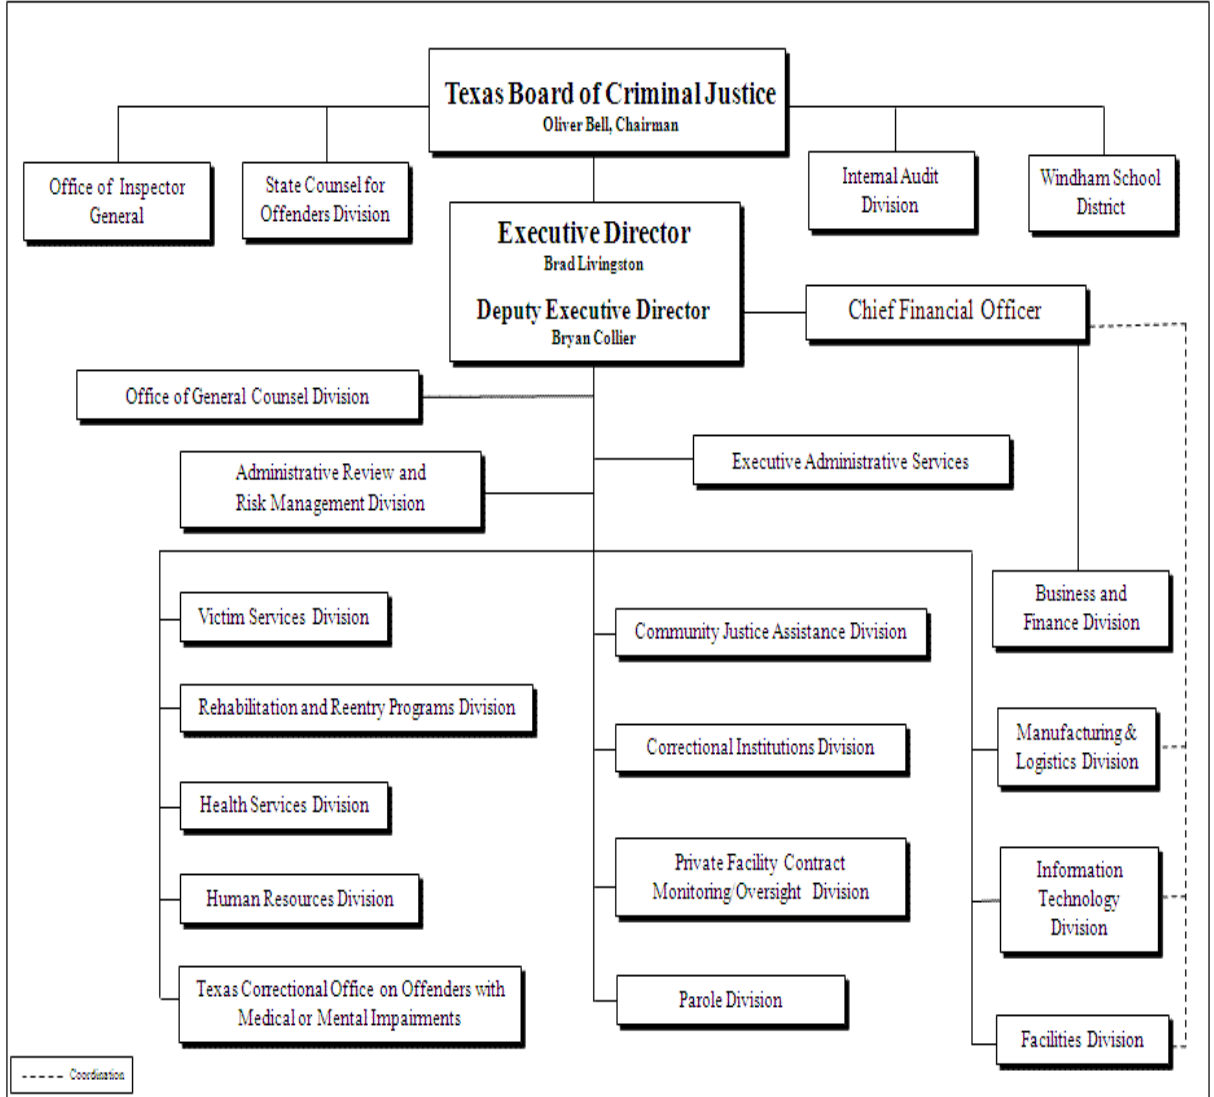 Texas Board of Criminal Justice
Oliver Bell, Chairman
Office of Inspector
General
State Counsel for
Offenders Division
Internal Audit
Division
Windham School
District
Executive Director
Brad Livingston
Deputy Executive Director
Bryan Collier
Chief Financial Officer
Office of General Counsel Division
Executive Administrative Services
Administrative Review and
Risk Management Division
Victim Services Division
Rehabilitation and Reentry Programs Division
Health Services Division
Human Resources Division
Texas Correctional Office on Offenders with
Medical or Mental Impairments
Community Justice Assistance Division
Correctional Institutions Division
Private Facility Contract
Monitoring/Oversight Division
Parole Division
Business and
Finance Division
Manufacturing &
Logistics Division
Information
Technology
Division
Facilities Division
Coordination